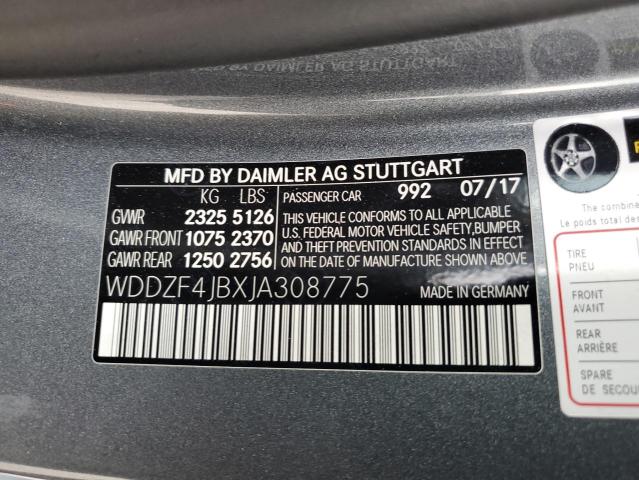 MFD BY DAIMLER AG STUTTGART
KG LBS PASSENGER CAR 992 07/17
GVWR 2325 5126
GAWR FRONT 1075 2370
GAWR REAR 1250 2756
THIS VEHICLE CONFORMS TO ALL APPLICABLE
U.S. FEDERAL MOTOR VEHICLE SAFETY, BUMPER
AND THEFT PREVENTION STANDARDS IN EFFECT
ON THE DATE OF MANUFACTURE SHOWN ABOVE.
WDDZF4JBXJA308775 MADE IN GERMANY
The combine
Le poids total des
TIRE
PNEU
FRONT
AVANT
REAR
ARRIÈRE
SPARE
DE SECOU